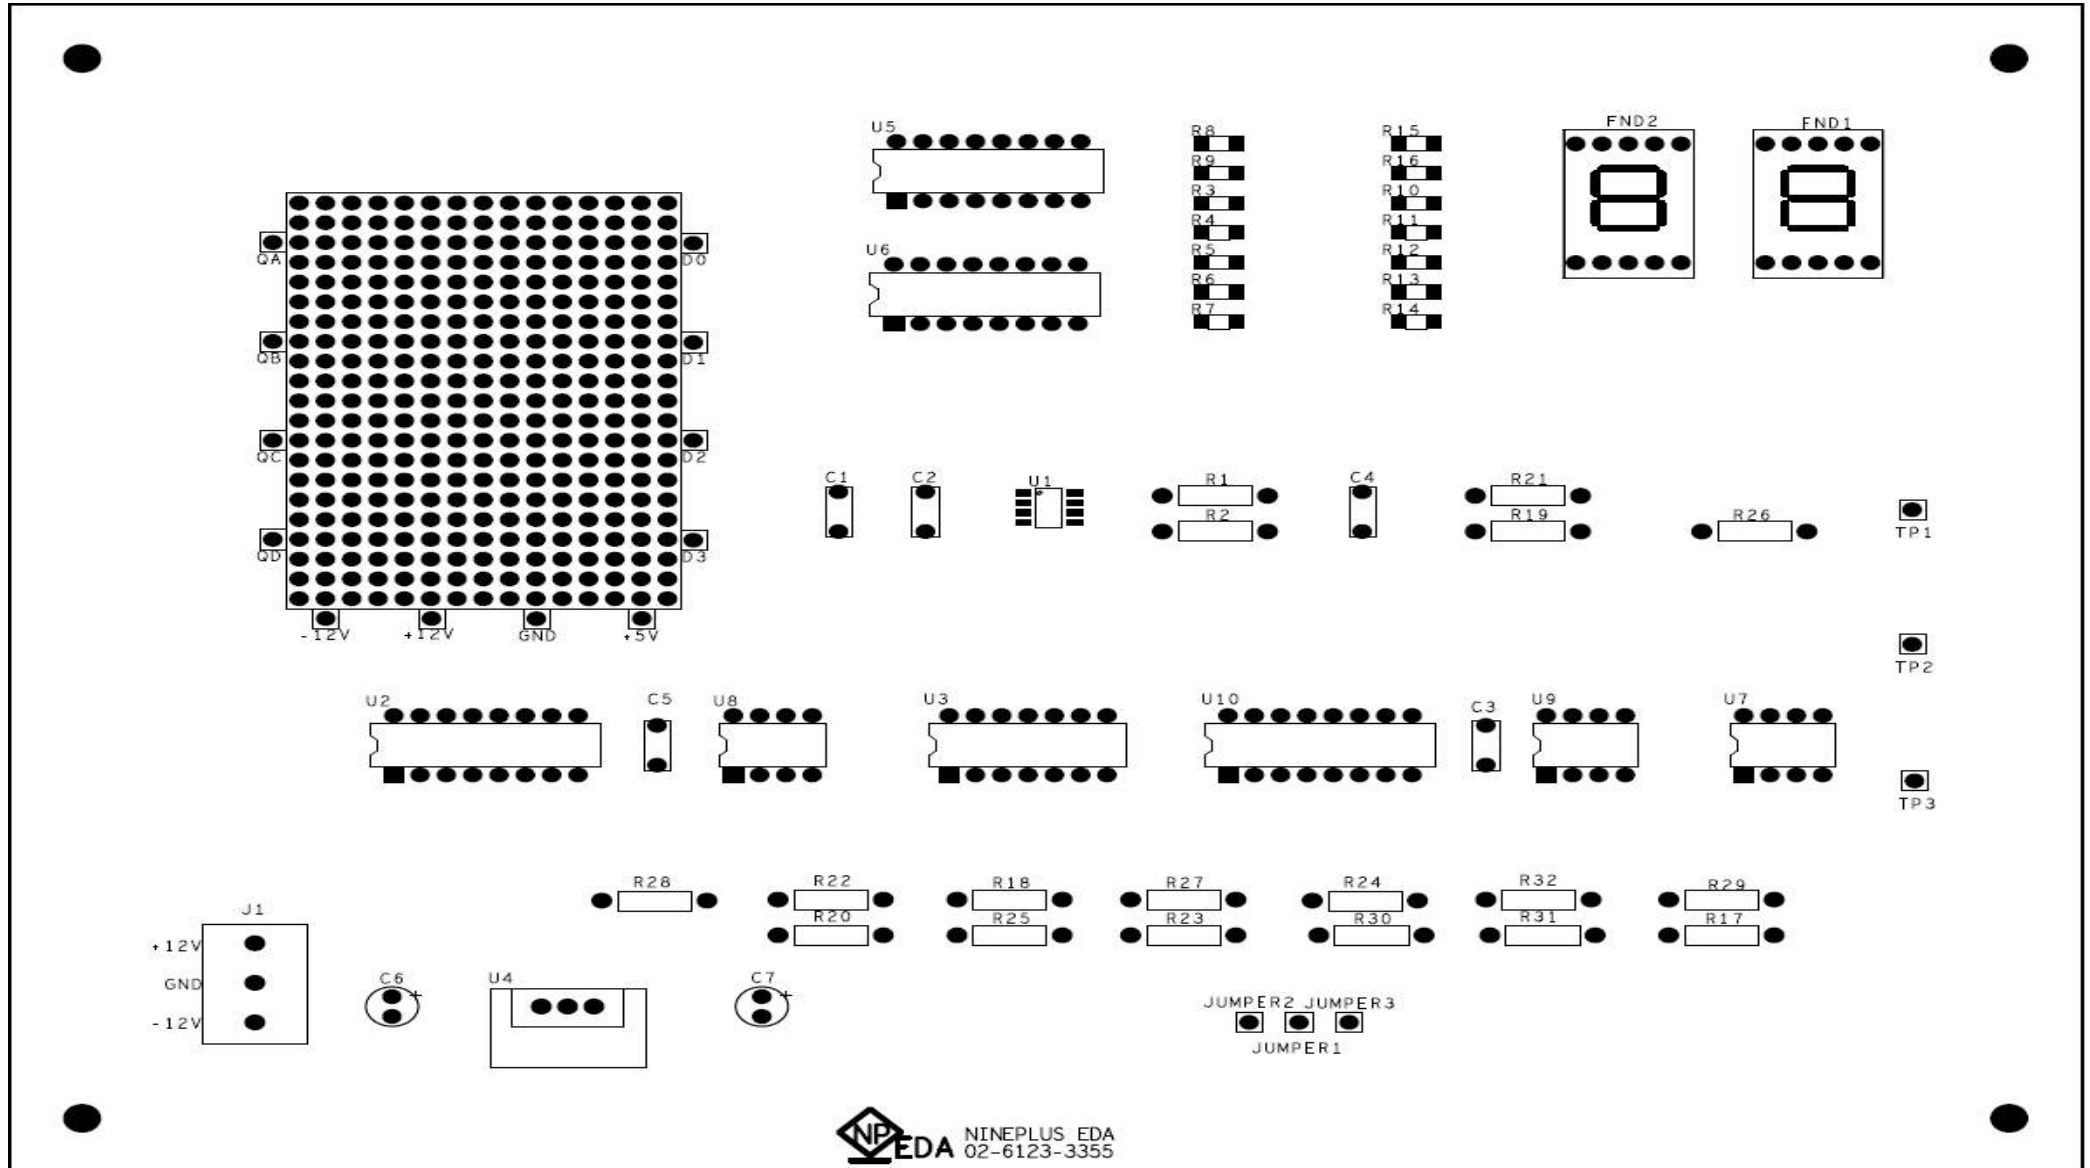 FND2 FND1
U5 R8 R15
R9 R16
R3 R10
R4 R11
U6 R5 R12
QA D0
R6 R13
R7 R14
QB D1
QC D2
C1 C2 U1 R1 C4 R21
R2 R19 R26
TP1
QD D3
-12V +12V GND +5V
TP2
U2 C5 U8 U3 U10 C3 U9 U7
TP3
R28 R22 R18 R27 R24 R32 R29
J1 R20 R25 R23 R30 R31 R17
+12V
GND C6 U4 C7
-12V
JUMPER2 JUMPER3
JUMPER1
NP EDA
NINEPLUS EDA
02-6123-3355